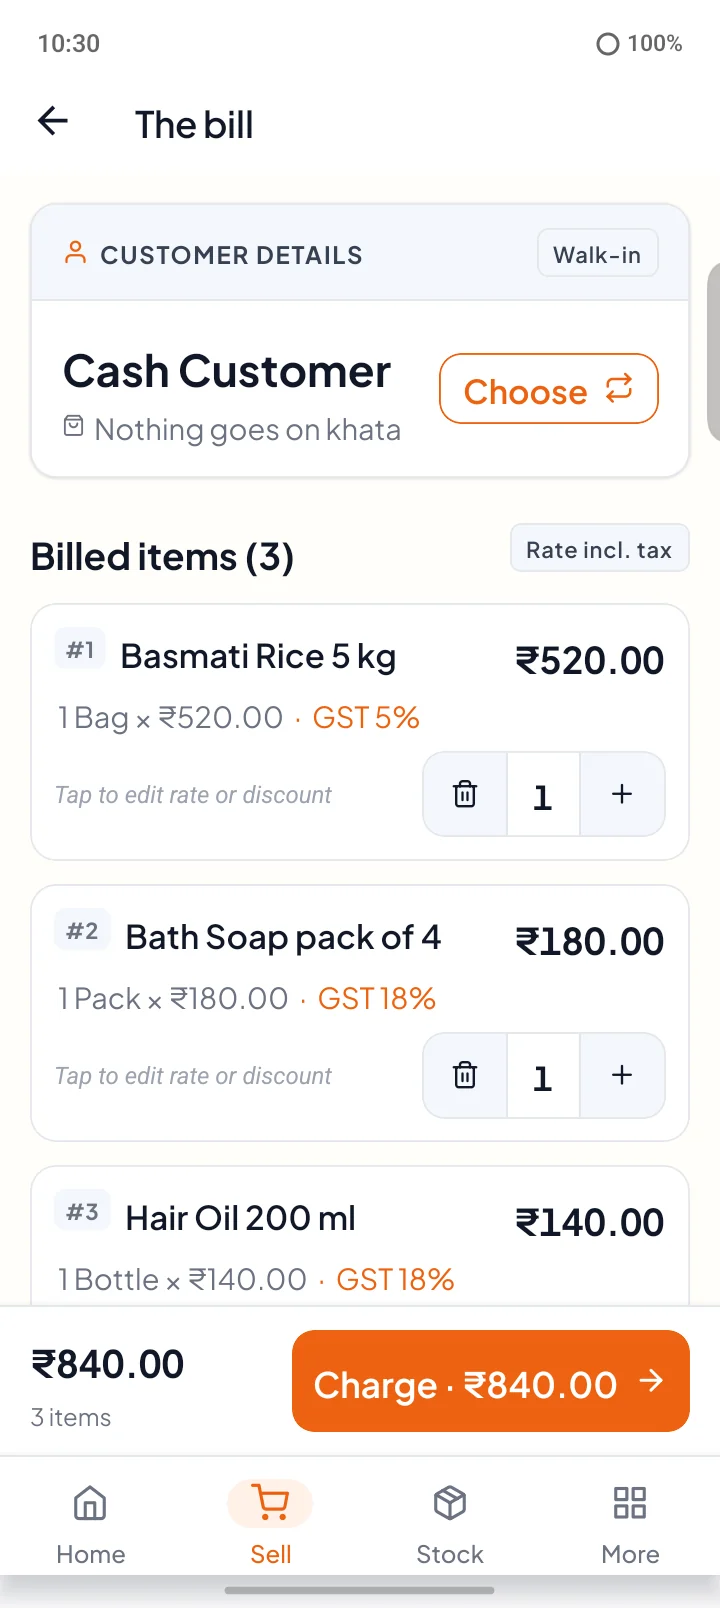 10:30
100%
The bill
CUSTOMER DETAILS
Walk-in
Cash Customer
Choose
Nothing goes on khata
Billed items (3)
Rate incl. tax
#1 Basmati Rice 5 kg ₹520.00
1 Bag × ₹520.00 · GST 5%
Tap to edit rate or discount
1 +
#2 Bath Soap pack of 4 ₹180.00
1 Pack × ₹180.00 · GST 18%
Tap to edit rate or discount
1 +
#3 Hair Oil 200 ml ₹140.00
1 Bottle × ₹140.00 · GST 18%
₹840.00
3 items
Charge · ₹840.00 →
Home
Sell
Stock
More